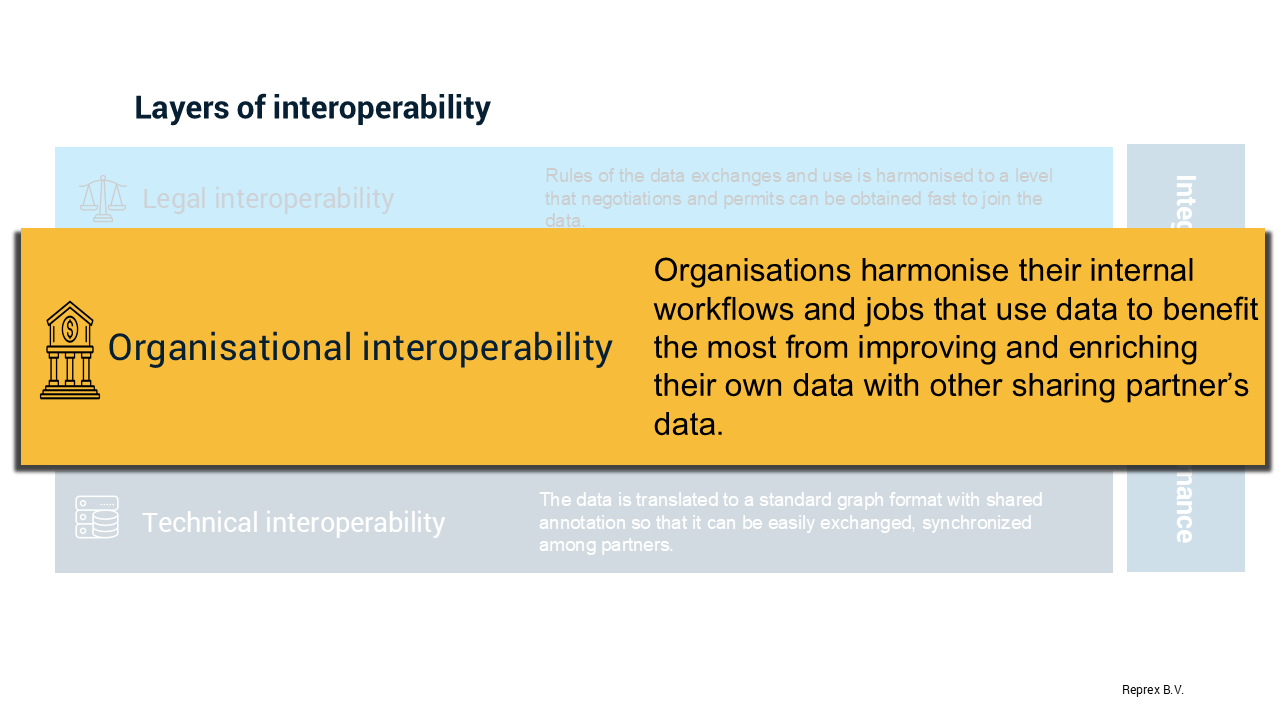 Layers of interoperability
Legal interoperability
Rules of the data exchanges and use is harmonised to a level
that negotiations and permits can be obtained fast to join the
data.
Organisational interoperability
Organisations harmonise their internal
workflows and jobs that use data to benefit
the most from improving and enriching
their own data with other sharing partner’s
data.
Technical interoperability
The data is translated to a standard graph format with shared
annotation so that it can be easily exchanged, synchronized
among partners.
Reprex B.V.